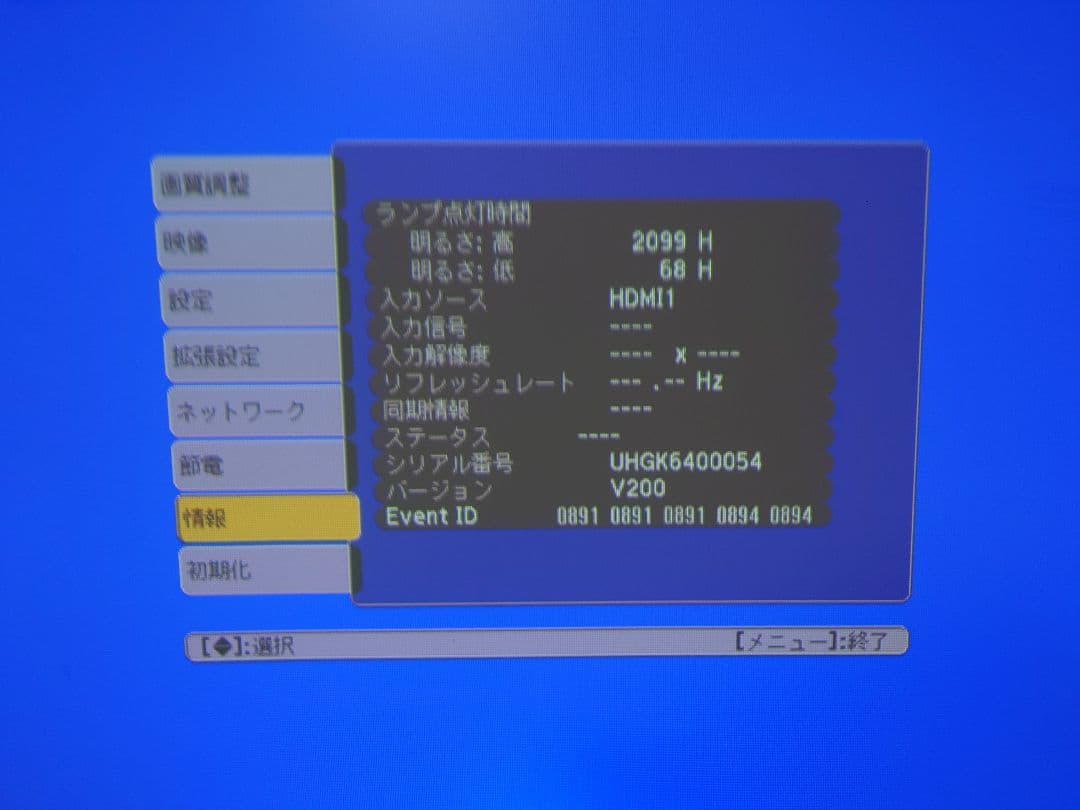 画質調整
映像
設定
拡張設定
ネットワーク
節電
情報
初期化
ランプ点灯時間
明るさ: 高 2099 H
明るさ: 低 68 H
入力ソース HDMI1
入力信号 ----
入力解像度 ---- x ----
リフレッシュレート --- .-- Hz
同期情報 ----
ステータス ----
シリアル番号 UHGK6400054
バージョン V200
Event ID 0891 0891 0891 0894 0894
[◆]:選択 [メニュー]:終了